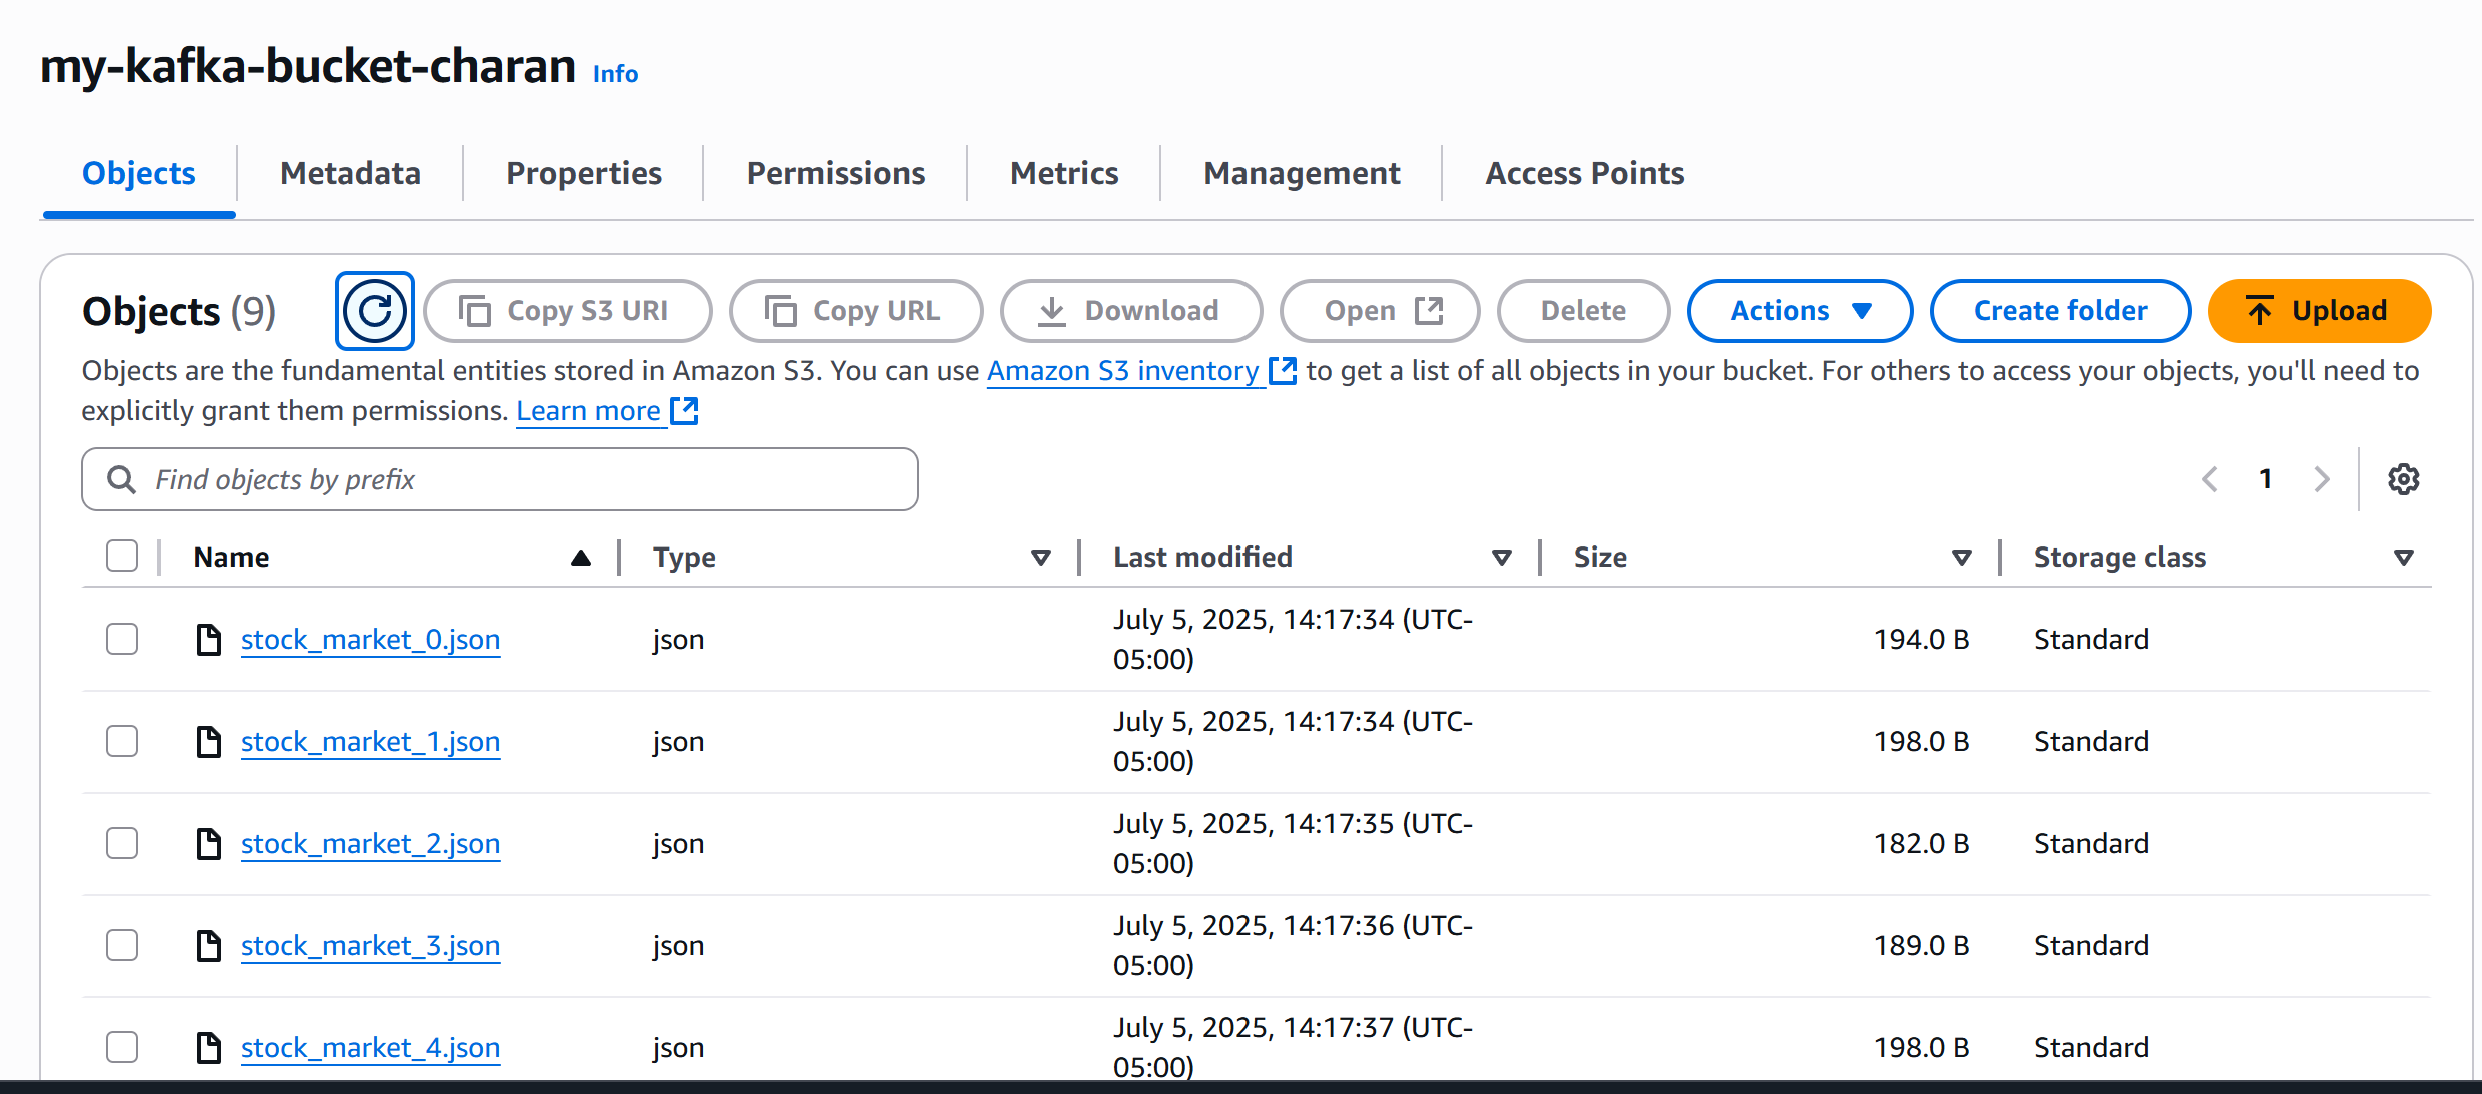 my-kafka-bucket-charan Info
Objects Metadata Properties Permissions Metrics Management Access Points
Objects (9) Copy S3 URI Copy URL Download Open Delete Actions Create folder Upload
Objects are the fundamental entities stored in Amazon S3. You can use Amazon S3 inventory to get a list of all objects in your bucket. For others to access your objects, you'll need to
explicitly grant them permissions. Learn more
Find objects by prefix 1
Name Type Last modified Size Storage class
stock_market_0.json json July 5, 2025, 14:17:34 (UTC-
05:00) 194.0 B Standard
stock_market_1.json json July 5, 2025, 14:17:34 (UTC-
05:00) 198.0 B Standard
stock_market_2.json json July 5, 2025, 14:17:35 (UTC-
05:00) 182.0 B Standard
stock_market_3.json json July 5, 2025, 14:17:36 (UTC-
05:00) 189.0 B Standard
stock_market_4.json json July 5, 2025, 14:17:37 (UTC-
05:00) 198.0 B Standard